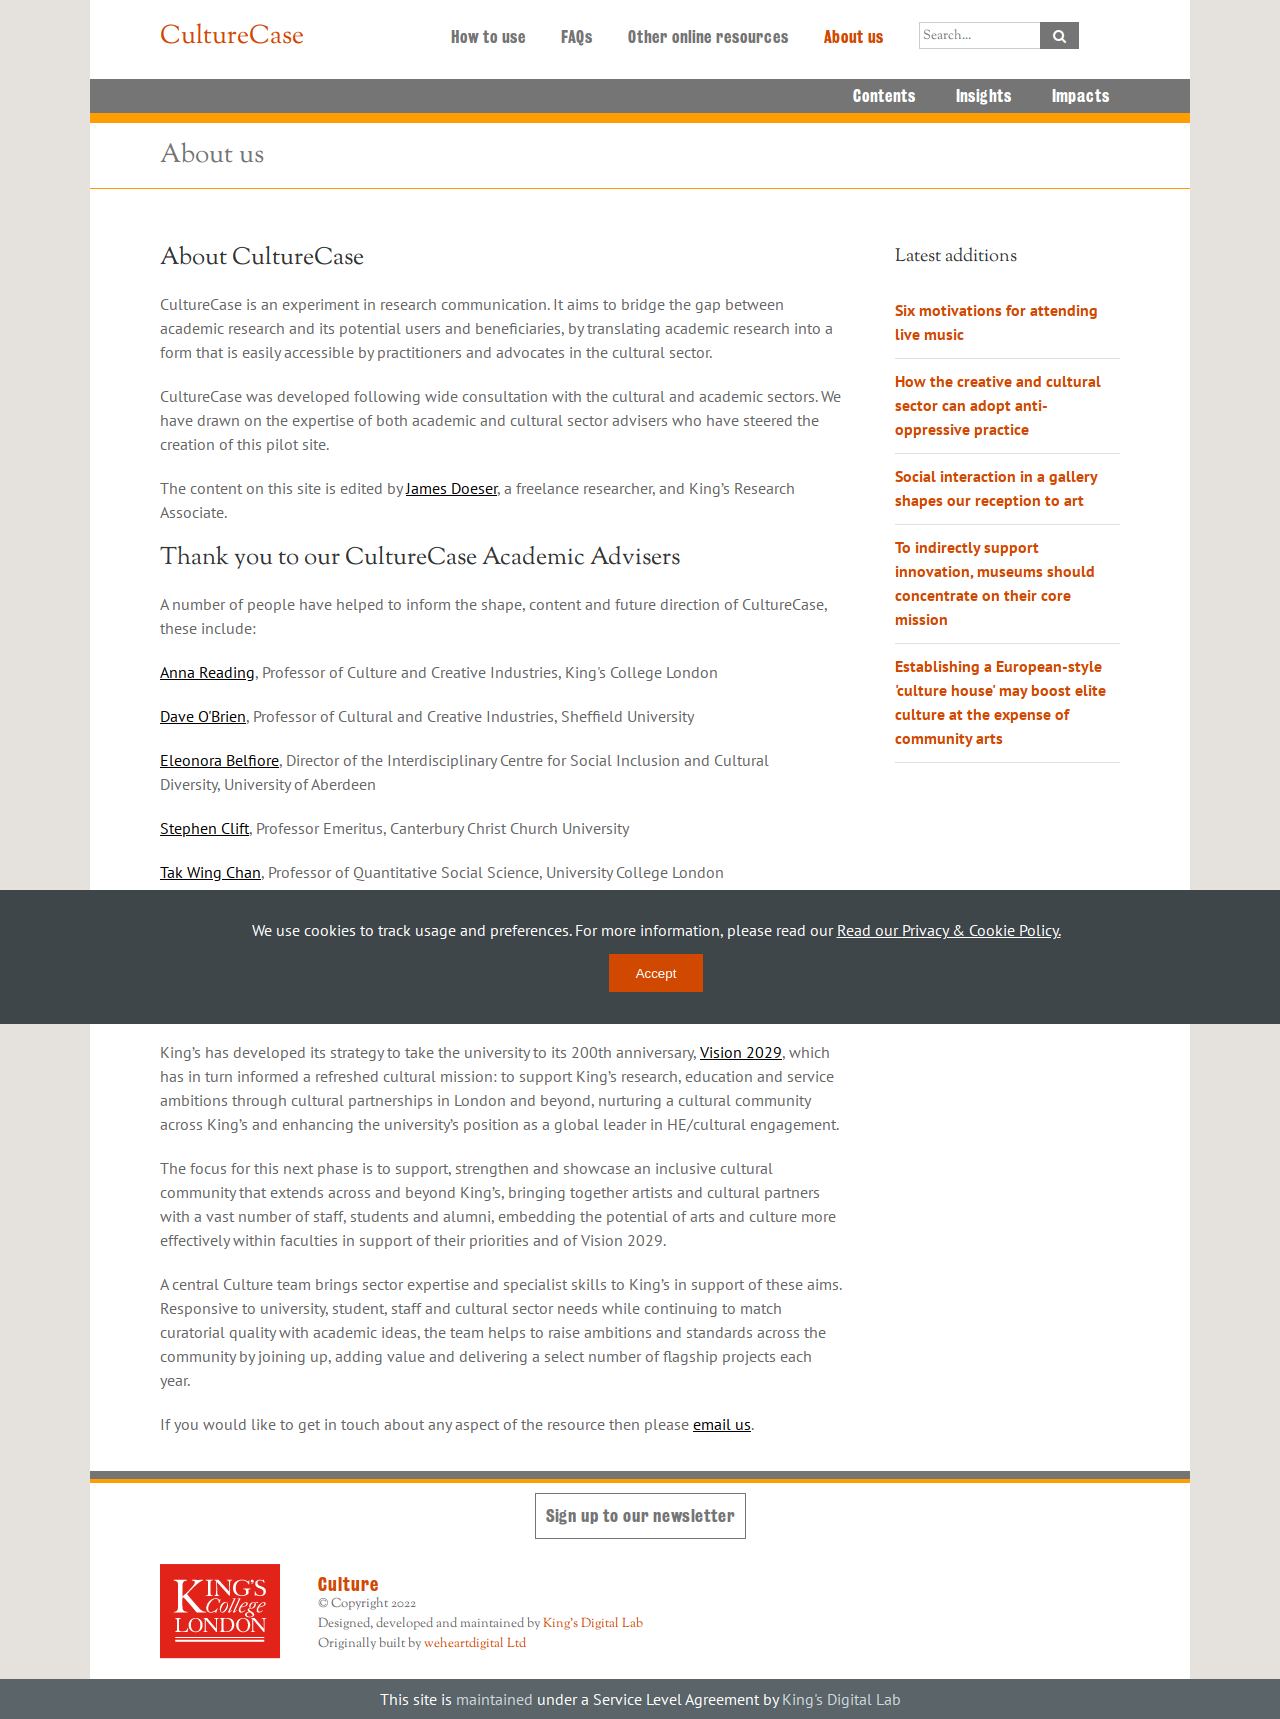 CultureCase
How to use FAQs Other online resources About us Search...
Contents Insights Impacts
About us
About CultureCase
CultureCase is an experiment in research communication. It aims to bridge the gap between
academic research and its potential users and beneficiaries, by translating academic research into a
form that is easily accessible by practitioners and advocates in the cultural sector.
CultureCase was developed following wide consultation with the cultural and academic sectors. We
have drawn on the expertise of both academic and cultural sector advisers who have steered the
creation of this pilot site.
The content on this site is edited by James Doeser, a freelance researcher, and King’s Research
Associate.
Thank you to our CultureCase Academic Advisers
A number of people have helped to inform the shape, content and future direction of CultureCase,
these include:
Anna Reading, Professor of Culture and Creative Industries, King's College London
Dave O'Brien, Professor of Cultural and Creative Industries, Sheffield University
Eleonora Belfiore, Director of the Interdisciplinary Centre for Social Inclusion and Cultural
Diversity, University of Aberdeen
Stephen Clift, Professor Emeritus, Canterbury Christ Church University
Tak Wing Chan, Professor of Quantitative Social Science, University College London
Latest additions
Six motivations for attending
live music
How the creative and cultural
sector can adopt anti-
oppressive practice
Social interaction in a gallery
shapes our reception to art
To indirectly support
innovation, museums should
concentrate on their core
mission
Establishing a European-style
'culture house' may boost elite
culture at the expense of
community arts
We use cookies to track usage and preferences. For more information, please read our Read our Privacy & Cookie Policy.
Accept
King’s has developed its strategy to take the university to its 200th anniversary, Vision 2029, which
has in turn informed a refreshed cultural mission: to support King’s research, education and service
ambitions through cultural partnerships in London and beyond, nurturing a cultural community
across King’s and enhancing the university’s position as a global leader in HE/cultural engagement.
The focus for this next phase is to support, strengthen and showcase an inclusive cultural
community that extends across and beyond King’s, bringing together artists and cultural partners
with a vast number of staff, students and alumni, embedding the potential of arts and culture more
effectively within faculties in support of their priorities and of Vision 2029.
A central Culture team brings sector expertise and specialist skills to King’s in support of these aims.
Responsive to university, student, staff and cultural sector needs while continuing to match
curatorial quality with academic ideas, the team helps to raise ambitions and standards across the
community by joining up, adding value and delivering a select number of flagship projects each
year.
If you would like to get in touch about any aspect of the resource then please email us.
Sign up to our newsletter
KING'S
College
LONDON
Culture
© Copyright 2022
Designed, developed and maintained by King's Digital Lab
Originally built by weheartdigital Ltd
This site is maintained under a Service Level Agreement by King's Digital Lab